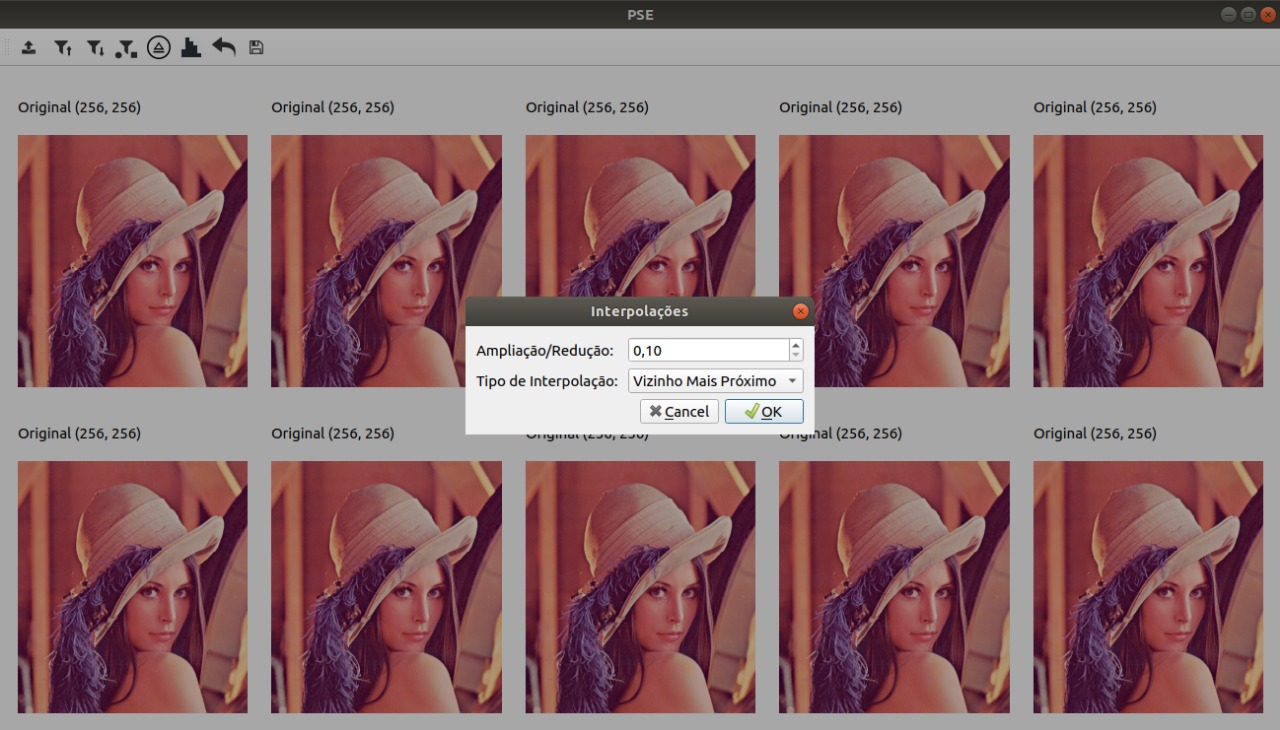 PSE
Original (256, 256)
Original (256, 256)
Original (256, 256)
Original (256, 256)
Original (256, 256)
Interpolações
Ampliação/Redução: 0,10
Tipo de Interpolação: Vizinho Mais Próximo
Cancel OK
Original (256, 256)
Original (256, 256)
Original (256, 256)
Original (256, 256)
Original (256, 256)